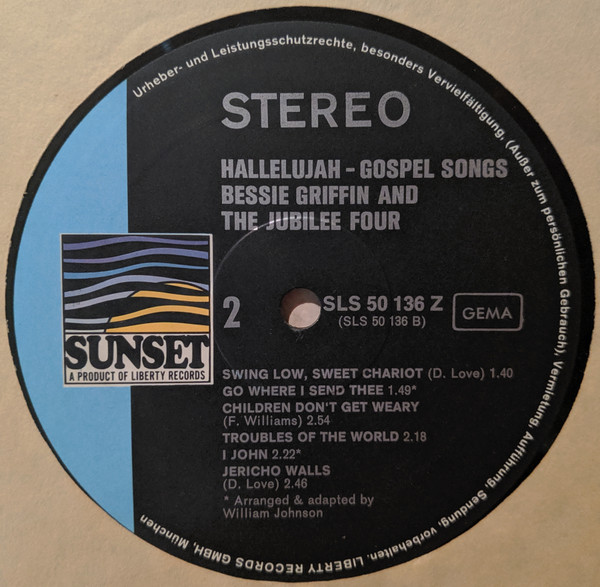 Urheber- und Leistungsschutzrechte, besonders Vervielfältigung, (Außer zum persönlichen Gebrauch), Vermietung, Aufführung, Sendung, vorbehalten. LIBERTY RECORDS GMBH, München
STEREO
HALLELUJAH – GOSPEL SONGS
BESSIE GRIFFIN AND
THE JUBILEE FOUR
SUNSET
A PRODUCT OF LIBERTY RECORDS
2
SLS 50 136 Z
(SLS 50 136 B)
GEMA
SWING LOW, SWEET CHARIOT (D. Love) 1.40
GO WHERE I SEND THEE 1.49*
CHILDREN DON'T GET WEARY
(F. Williams) 2.54
TROUBLES OF THE WORLD 2.18
I JOHN 2.22*
JERICHO WALLS
(D. Love) 2.46
* Arranged & adapted by
William Johnson